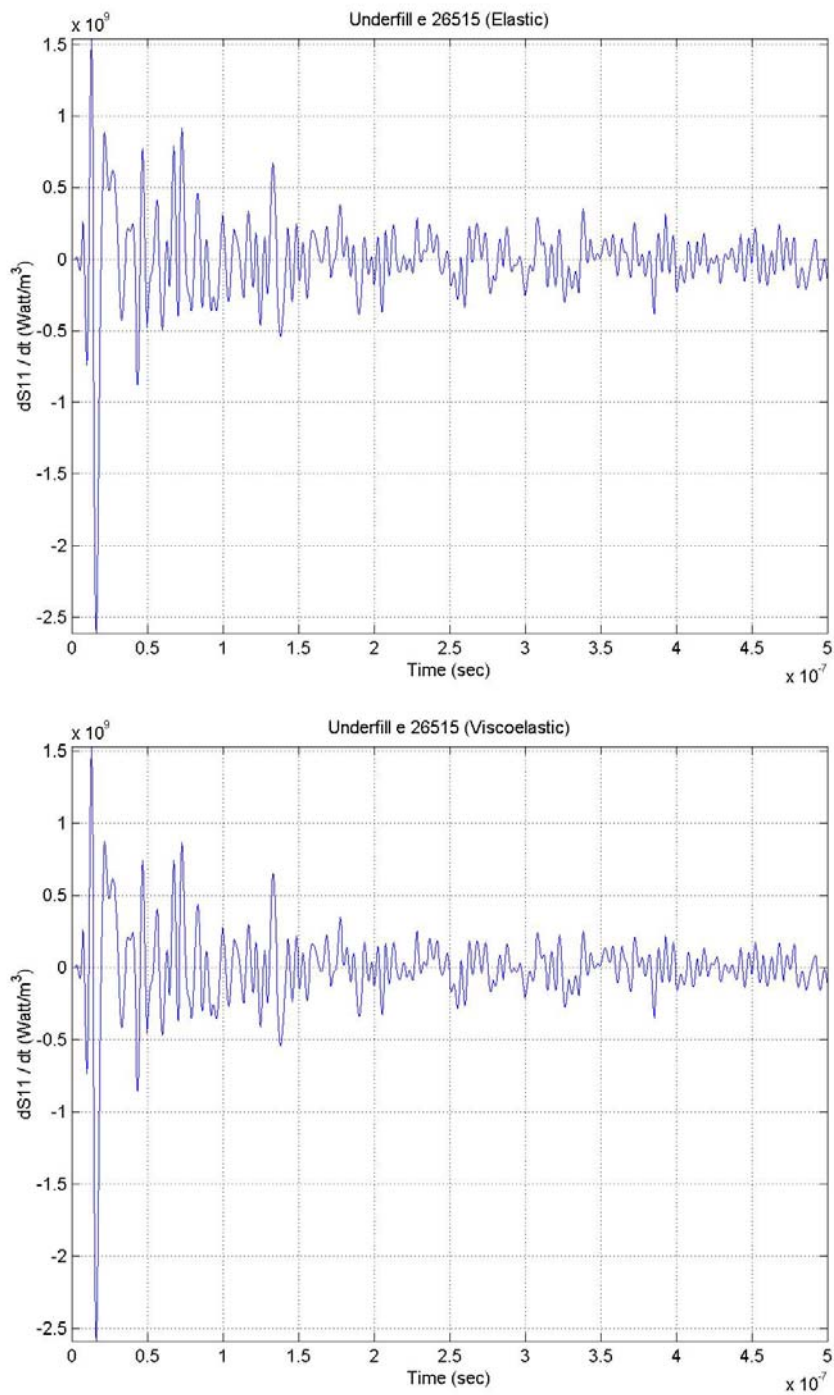 Underfill e 26515 (Elastic)
x 10^9
1.5
1
0.5
0
-0.5
-1
-1.5
-2
-2.5
dS11 / dt (Watt/m^3)
0 0.5 1 1.5 2 2.5 3 3.5 4 4.5 5
Time (sec)
x 10^-7
Underfill e 26515 (Viscoelastic)
x 10^9
1.5
1
0.5
0
-0.5
-1
-1.5
-2
-2.5
dS11 / dt (Watt/m^3)
0 0.5 1 1.5 2 2.5 3 3.5 4 4.5 5
Time (sec)
x 10^-7